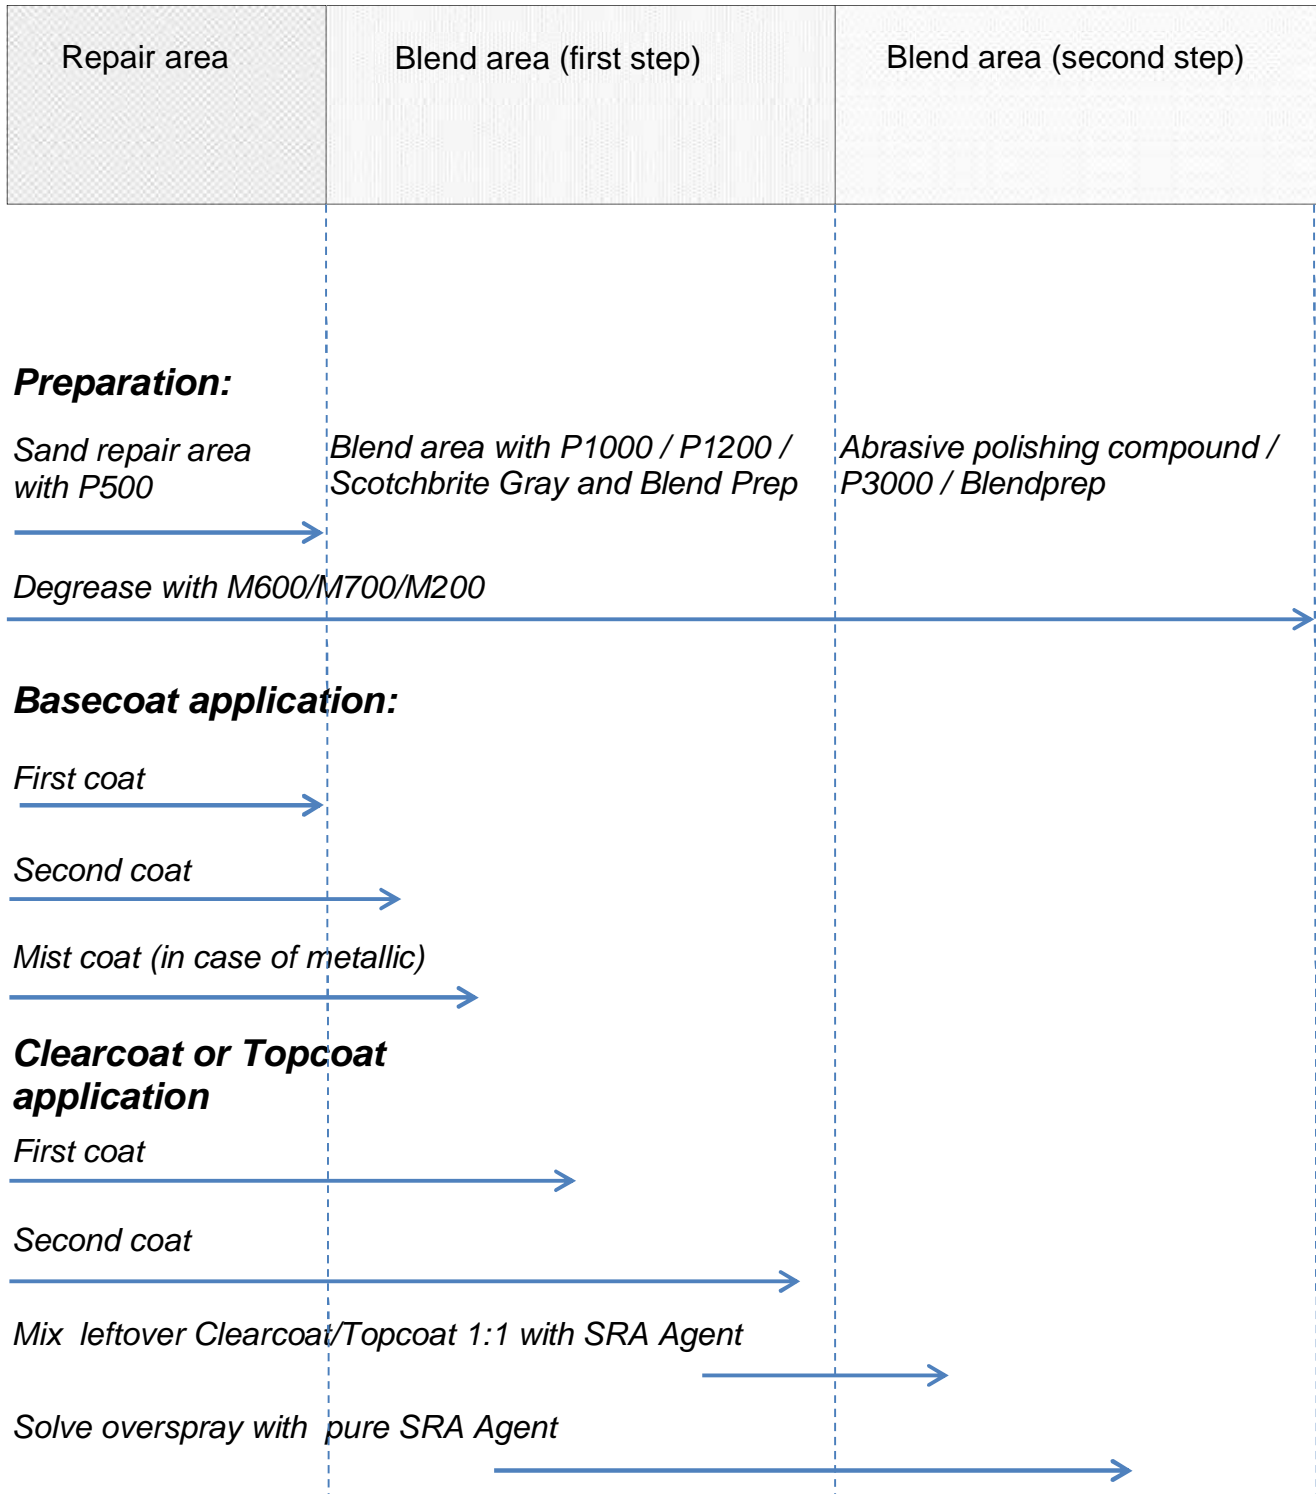 Repair area
Blend area (first step)
Blend area (second step)
Preparation:
Sand repair area
with P500
Blend area with P1000 / P1200 /
Scotchbrite Gray and Blend Prep
Abrasive polishing compound /
P3000 / Blendprep
Degrease with M600/M700/M200
Basecoat application:
First coat
Second coat
Mist coat (in case of metallic)
Clearcoat or Topcoat
application
First coat
Second coat
Mix leftover Clearcoat/Topcoat 1:1 with SRA Agent
Solve overspray with pure SRA Agent